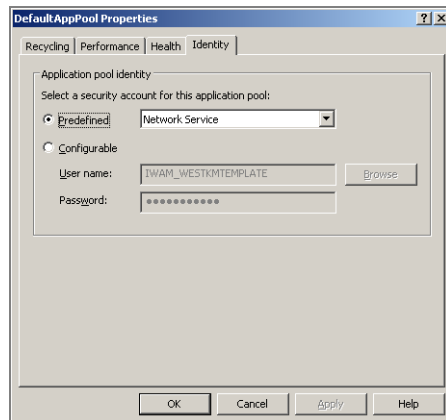 DefaultAppPool Properties
Recycling Performance Health Identity
Application pool identity
Select a security account for this application pool:
Predefined Network Service
Configurable
User name: IWAM_WESTKMTEMPLATE Browse
Password: ●●●●●●●●●●●
OK Cancel Apply Help